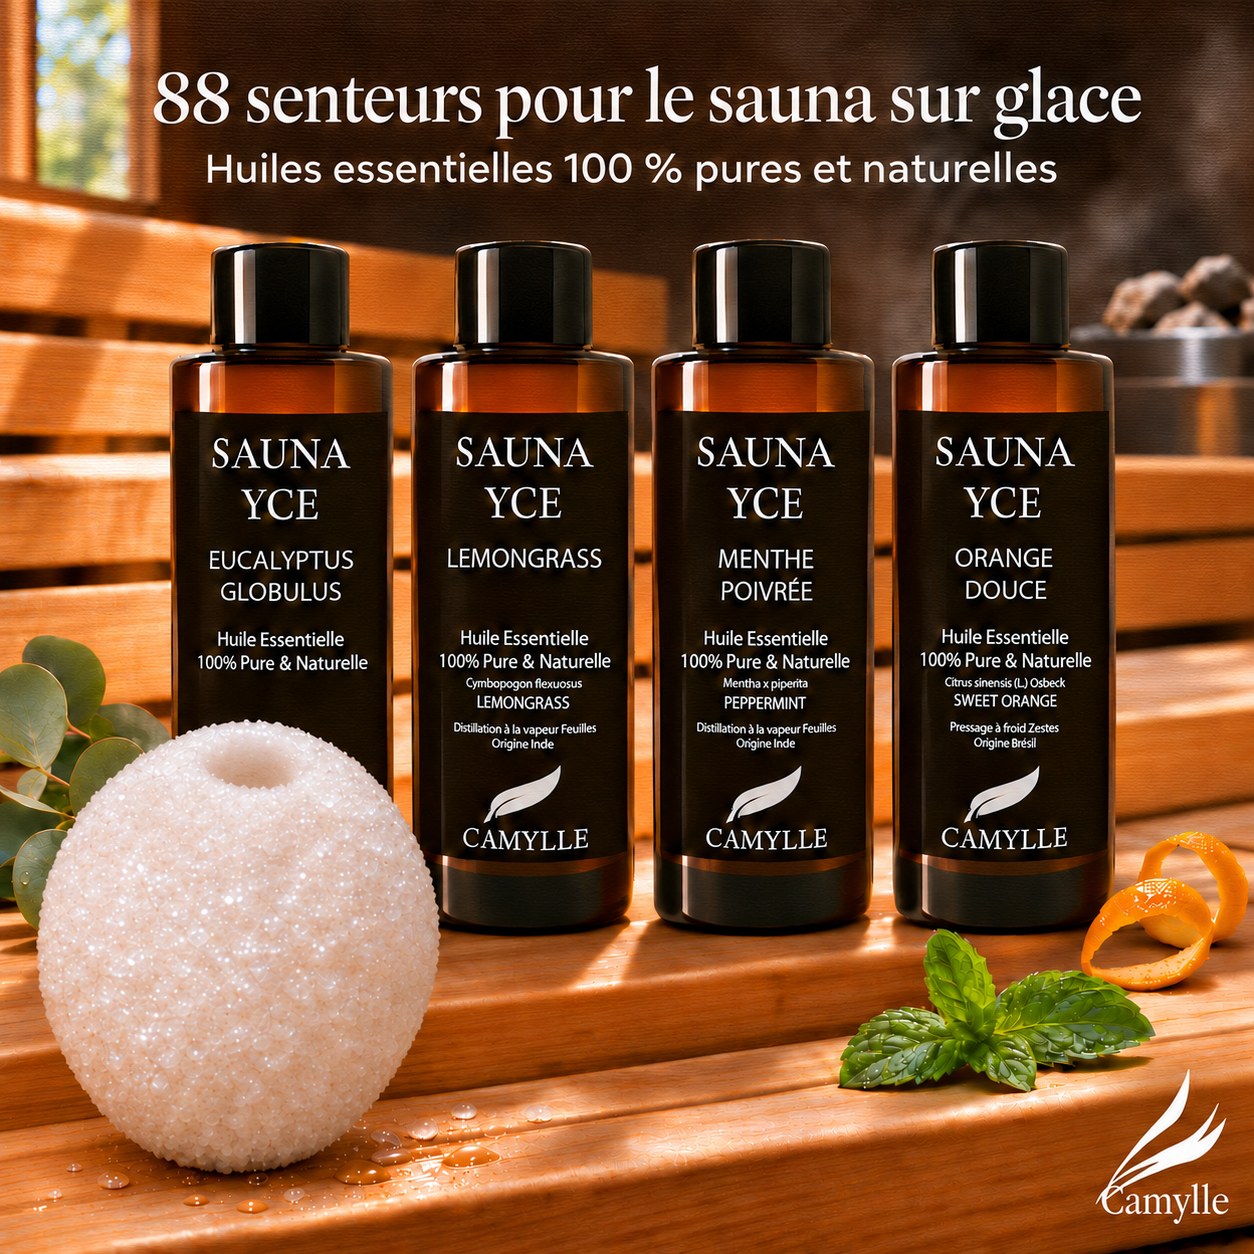 88 senteurs pour le sauna sur glace
Huiles essentielles 100 % pures et naturelles
SAUNA
YCE
EUCALYPTUS
GLOBULUS
Huile Essentielle
100% Pure & Naturelle
SAUNA
YCE
LEMONGRASS
Huile Essentielle
100% Pure & Naturelle
Cymbopogon flexuosus
LEMONGRASS
Distillation à la vapeur Feuilles
Origine Inde
CAMYLLE
SAUNA
YCE
MENTHE
POIVRÉE
Huile Essentielle
100% Pure & Naturelle
Mentha x piperita
PEPPERMINT
Distillation à la vapeur Feuilles
Origine Inde
CAMYLLE
SAUNA
YCE
ORANGE
DOUCE
Huile Essentielle
100% Pure & Naturelle
Citrus sinensis (L.) Osbeck
SWEET ORANGE
Pressage à froid Zestes
Origine Brésil
CAMYLLE
Camylle